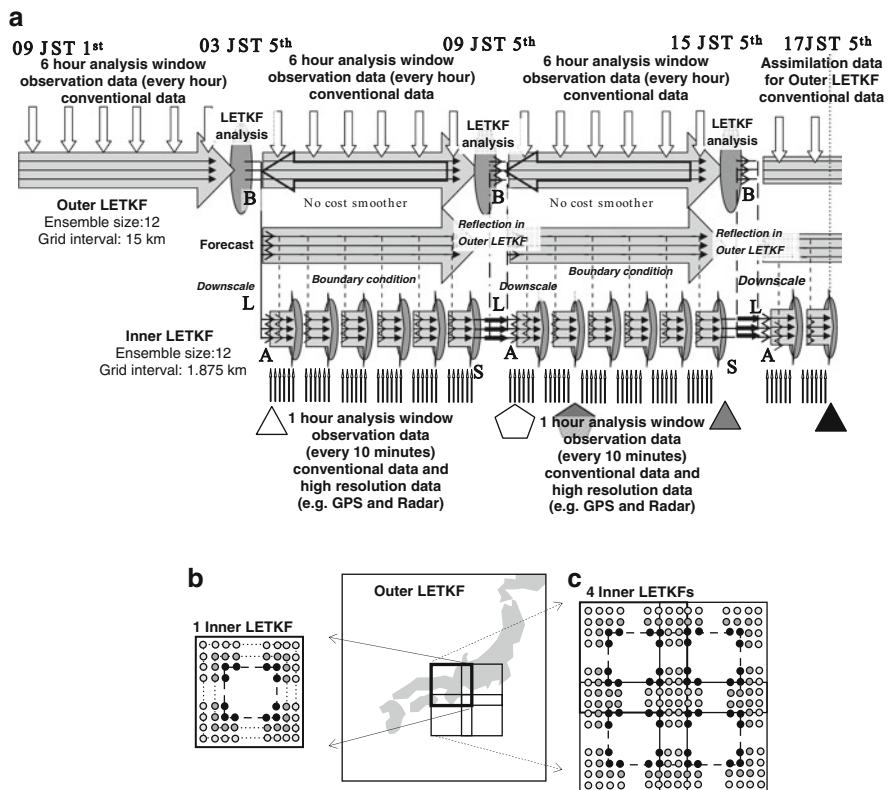 a
09 JST 1st
03 JST 5th
09 JST 5th
15 JST 5th
17JST 5th
6 hour analysis window
observation data (every hour)
conventional data
6 hour analysis window
observation data (every hour)
conventional data
6 hour analysis window
observation data (every hour)
conventional data
Assimilation data
for Outer LETKF
conventional data
LETKF
analysis
LETKF
analysis
LETKF
analysis
B
B
B
Outer LETKF
Ensemble size:12
Grid interval: 15 km
No cost smoother
No cost smoother
Forecast
Reflection in
Outer LETKF
Reflection in
Outer LETKF
Boundary condition
Boundary condition
Downscale
Downscale
Downscale
L
L
L
Inner LETKF
Ensemble size:12
Grid interval: 1.875 km
A
A
A
S
S
1 hour analysis window
observation data
(every 10 minutes)
conventional data and
high resolution data
(e.g. GPS and Radar)
1 hour analysis window
observation data
(every 10 minutes)
conventional data and
high resolution data
(e.g. GPS and Radar)
b
1 Inner LETKF
Outer LETKF
c
4 Inner LETKFs